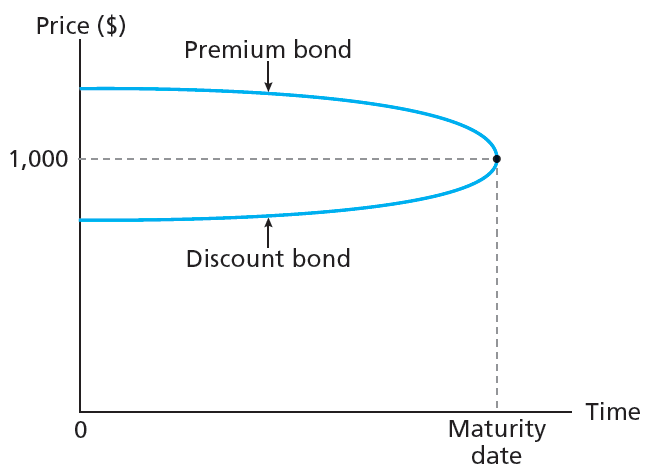 Price ($)
Premium bond
1,000
Discount bond
0
Time
Maturity
date